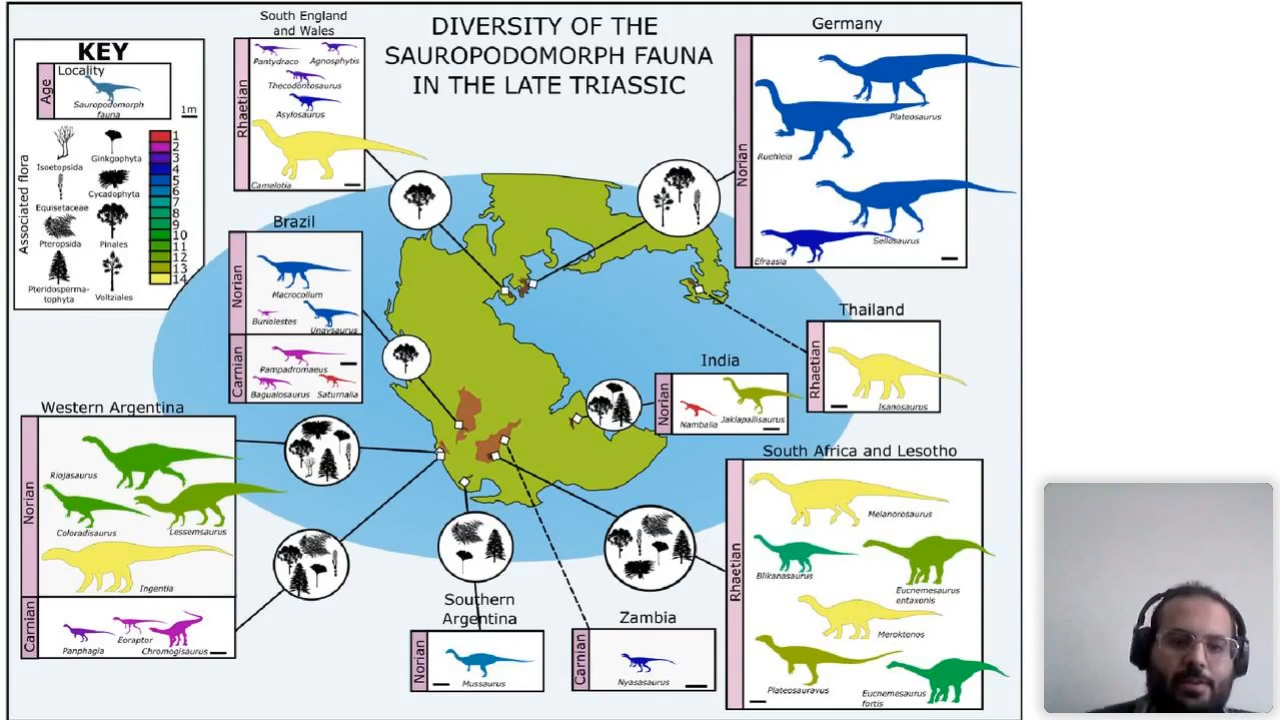 DIVERSITY OF THE
SAUROPODOMORPH FAUNA
IN THE LATE TRIASSIC
KEY
Age
Locality
Sauropodomorph
fauna
1m
Associated flora
Isoetopsida
Ginkgophyta
Equisetaceae
Cycadophyta
Pteropsida
Pinales
Pteridosperma-
tophyta
Voltziales
1
2
3
4
5
6
7
8
9
10
11
12
13
14
South England
and Wales
Rhaetian
Pantydraco
Agnosphytis
Thecodontosaurus
Asylosaurus
Camelotia
Germany
Norian
Plateosaurus
Ruehleia
Sellosaurus
Efraasia
Brazil
Norian
Macrocollum
Buriolestes
Unaysaurus
Carnian
Pampadromaeus
Bagualosaurus
Saturnalia
Thailand
Rhaetian
Isanosaurus
India
Norian
Nambalia
Jaklapallisaurus
Western Argentina
Norian
Riojasaurus
Coloradisaurus
Lessemsaurus
Ingentia
Carnian
Panphagia
Eoraptor
Chromogisaurus
Southern
Argentina
Norian
Mussaurus
Zambia
Carnian
Nyasasaurus
South Africa and Lesotho
Rhaetian
Melanorosaurus
Blikanasaurus
Eucnemesaurus
entaxonis
Meroktenos
Plateosauravus
Eucnemesaurus
fortis